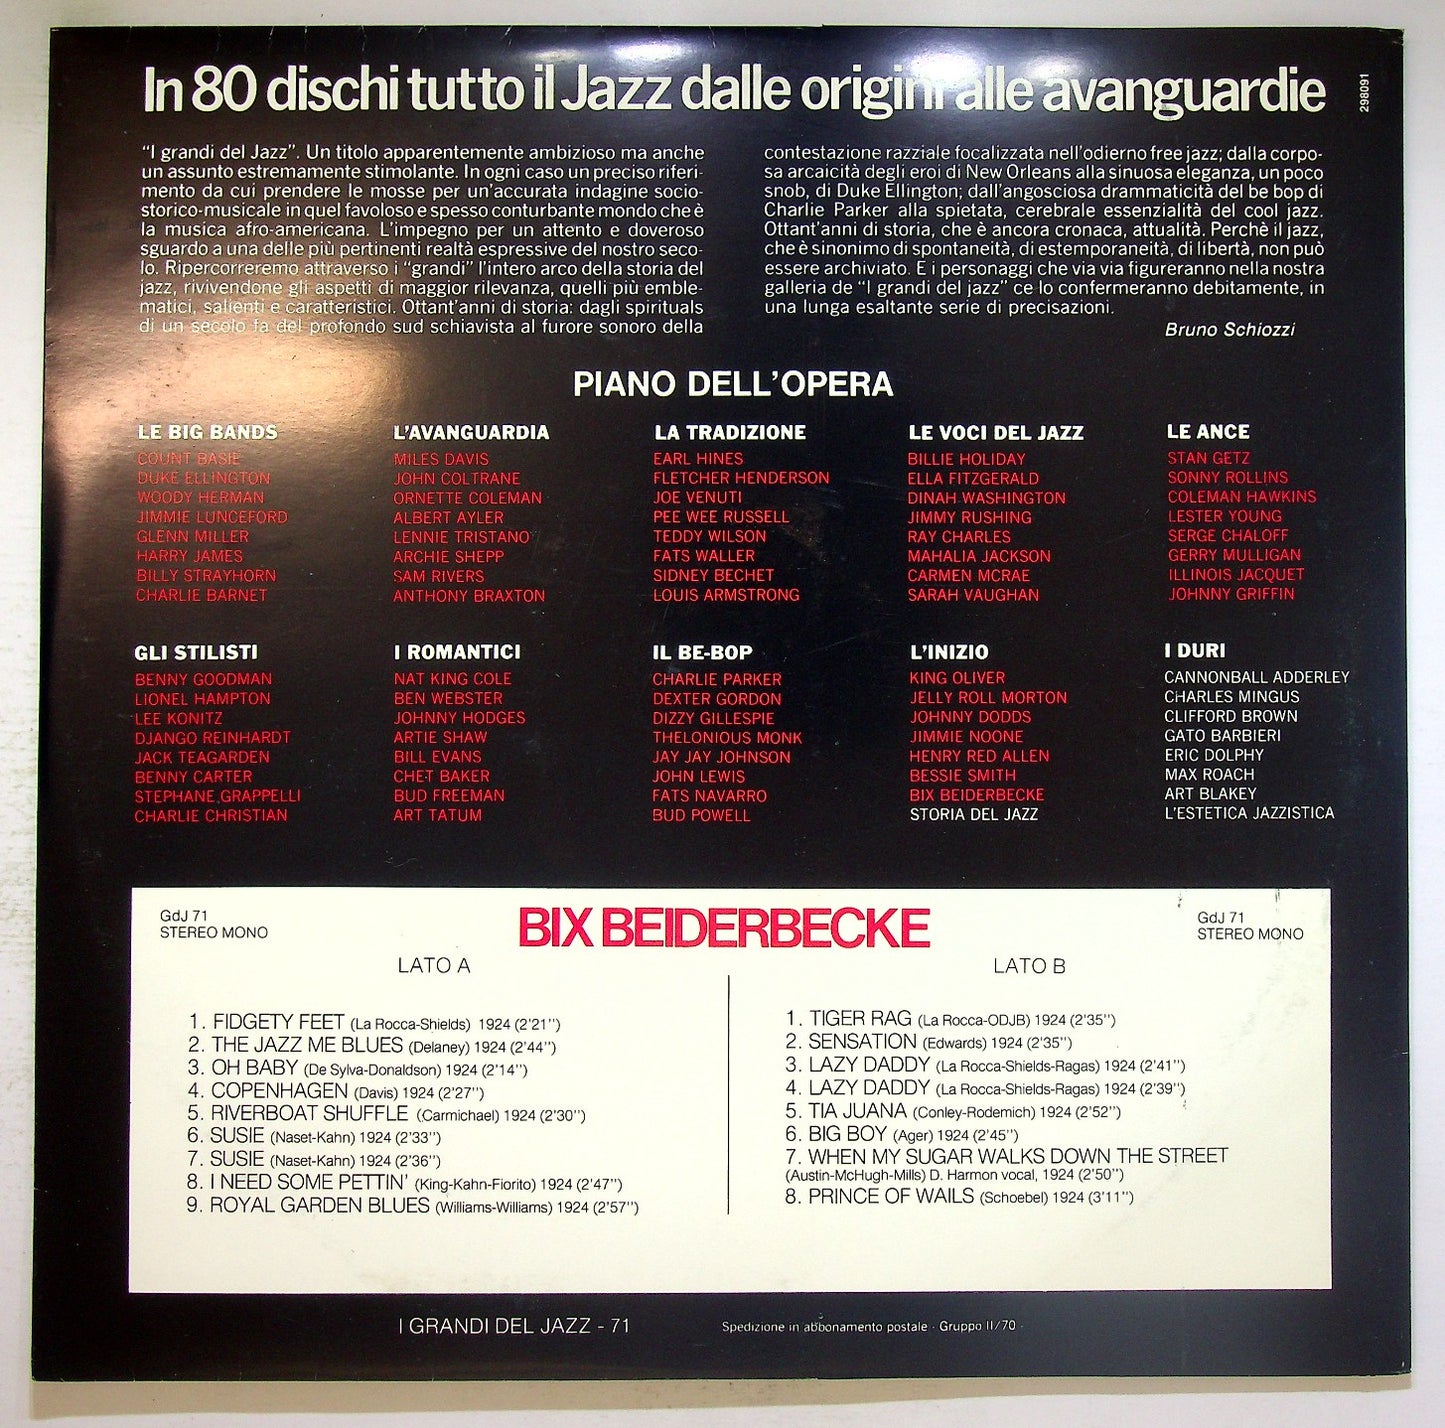 In 80 dischi tutto il Jazz dalle origini alle avanguardie
298091
“I grandi del Jazz”. Un titolo apparentemente ambizioso ma anche
un assunto estremamente stimolante. In ogni caso un preciso riferi-
mento da cui prendere le mosse per un'accurata indagine socio-
storico-musicale in quel favoloso e spesso conturbante mondo che è
la musica afro-americana. L'impegno per un attento e doveroso
sguardo a una delle più pertinenti realtà espressive del nostro seco-
lo. Ripercorreremo attraverso i “grandi” l'intero arco della storia del
jazz, rivivendone gli aspetti di maggior rilevanza, quelli più emble-
matici, salienti e caratteristici. Ottant'anni di storia: dagli spirituals
di un secolo fa del profondo sud schiavista al furore sonoro della
contestazione razziale focalizzata nell'odierno free jazz; dalla corpo-
sa arcaicità degli eroi di New Orleans alla sinuosa eleganza, un poco
snob, di Duke Ellington; dall'angosciosa drammaticità del be bop di
Charlie Parker alla spietata, cerebrale essenzialità del cool jazz.
Ottant'anni di storia, che è ancora cronaca, attualità. Perchè il jazz,
che è sinonimo di spontaneità, di estemporaneità, di libertà, non può
essere archiviato. E i personaggi che via via figureranno nella nostra
galleria de “I grandi del jazz” ce lo confermeranno debitamente, in
una lunga esaltante serie di precisazioni.
Bruno Schiozzi
PIANO DELL'OPERA
LE BIG BANDS
COUNT BASIE
DUKE ELLINGTON
WOODY HERMAN
JIMMIE LUNCEFORD
GLENN MILLER
HARRY JAMES
BILLY STRAYHORN
CHARLIE BARNET
L'AVANGUARDIA
MILES DAVIS
JOHN COLTRANE
ORNETTE COLEMAN
ALBERT AYLER
LENNIE TRISTANO
ARCHIE SHEPP
SAM RIVERS
ANTHONY BRAXTON
LA TRADIZIONE
EARL HINES
FLETCHER HENDERSON
JOE VENUTI
PEE WEE RUSSELL
TEDDY WILSON
FATS WALLER
SIDNEY BECHET
LOUIS ARMSTRONG
LE VOCI DEL JAZZ
BILLIE HOLIDAY
ELLA FITZGERALD
DINAH WASHINGTON
JIMMY RUSHING
RAY CHARLES
MAHALIA JACKSON
CARMEN MCRAE
SARAH VAUGHAN
LE ANCE
STAN GETZ
SONNY ROLLINS
COLEMAN HAWKINS
LESTER YOUNG
SERGE CHALOFF
GERRY MULLIGAN
ILLINOIS JACQUET
JOHNNY GRIFFIN
GLI STILISTI
BENNY GOODMAN
LIONEL HAMPTON
LEE KONITZ
DJANGO REINHARDT
JACK TEAGARDEN
BENNY CARTER
STEPHANE GRAPPELLI
CHARLIE CHRISTIAN
I ROMANTICI
NAT KING COLE
BEN WEBSTER
JOHNNY HODGES
ARTIE SHAW
BILL EVANS
CHET BAKER
BUD FREEMAN
ART TATUM
IL BE-BOP
CHARLIE PARKER
DEXTER GORDON
DIZZY GILLESPIE
THELONIOUS MONK
JAY JAY JOHNSON
JOHN LEWIS
FATS NAVARRO
BUD POWELL
L'INIZIO
KING OLIVER
JELLY ROLL MORTON
JOHNNY DODDS
JIMMIE NOONE
HENRY RED ALLEN
BESSIE SMITH
BIX BEIDERBECKE
STORIA DEL JAZZ
I DURI
CANNONBALL ADDERLEY
CHARLES MINGUS
CLIFFORD BROWN
GATO BARBIERI
ERIC DOLPHY
MAX ROACH
ART BLAKEY
L'ESTETICA JAZZISTICA
GdJ 71
STEREO MONO
BIX BEIDERBECKE
GdJ 71
STEREO MONO
LATO A
1. FIDGETY FEET (La Rocca-Shields) 1924 (2'21'')
2. THE JAZZ ME BLUES (Delaney) 1924 (2'44'')
3. OH BABY (De Sylva-Donaldson) 1924 (2'14'')
4. COPENHAGEN (Davis) 1924 (2'27'')
5. RIVERBOAT SHUFFLE (Carmichael) 1924 (2'30'')
6. SUSIE (Naset-Kahn) 1924 (2'33'')
7. SUSIE (Naset-Kahn) 1924 (2'36'')
8. I NEED SOME PETTIN' (King-Kahn-Fiorito) 1924 (2'47'')
9. ROYAL GARDEN BLUES (Williams-Williams) 1924 (2'57'')
LATO B
1. TIGER RAG (La Rocca-ODJB) 1924 (2'35'')
2. SENSATION (Edwards) 1924 (2'35'')
3. LAZY DADDY (La Rocca-Shields-Ragas) 1924 (2'41'')
4. LAZY DADDY (La Rocca-Shields-Ragas) 1924 (2'39'')
5. TIA JUANA (Conley-Rodemich) 1924 (2'52'')
6. BIG BOY (Ager) 1924 (2'45'')
7. WHEN MY SUGAR WALKS DOWN THE STREET
(Austin-McHugh-Mills) D. Harmon vocal, 1924 (2'50'')
8. PRINCE OF WAILS (Schoebel) 1924 (3'11'')
I GRANDI DEL JAZZ - 71
Spedizione in abbonamento postale - Gruppo II/70